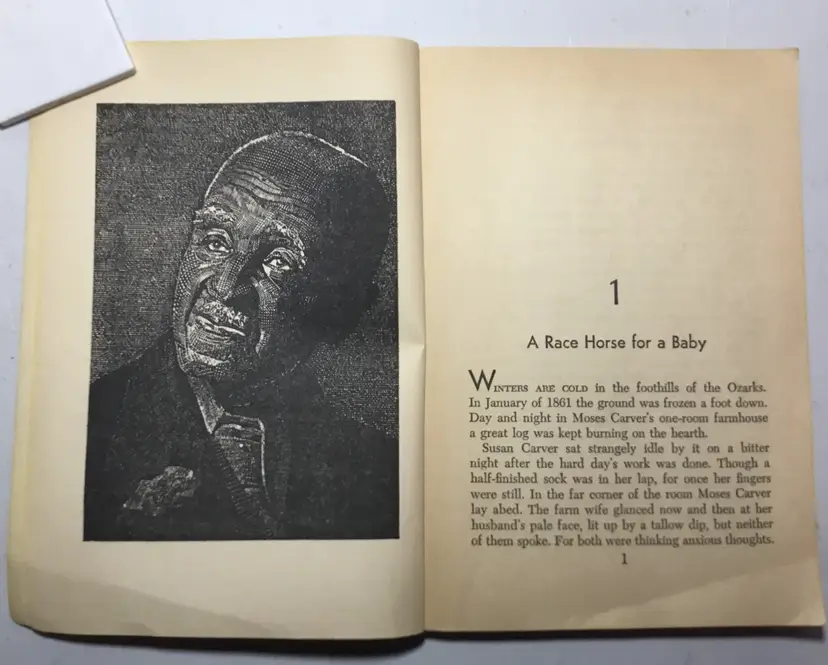 1
A Race Horse for a Baby
WINTERS ARE COLD in the foothills of the Ozarks.
In January of 1861 the ground was frozen a foot down.
Day and night in Moses Carver's one-room farmhouse
a great log was kept burning on the hearth.
Susan Carver sat strangely idle by it on a bitter
night after the hard day's work was done. Though a
half-finished sock was in her lap, for once her fingers
were still. In the far corner of the room Moses Carver
lay abed. The farm wife glanced now and then at her
husband's pale face, lit up by a tallow dip, but neither
of them spoke. For both were thinking anxious thoughts.
1